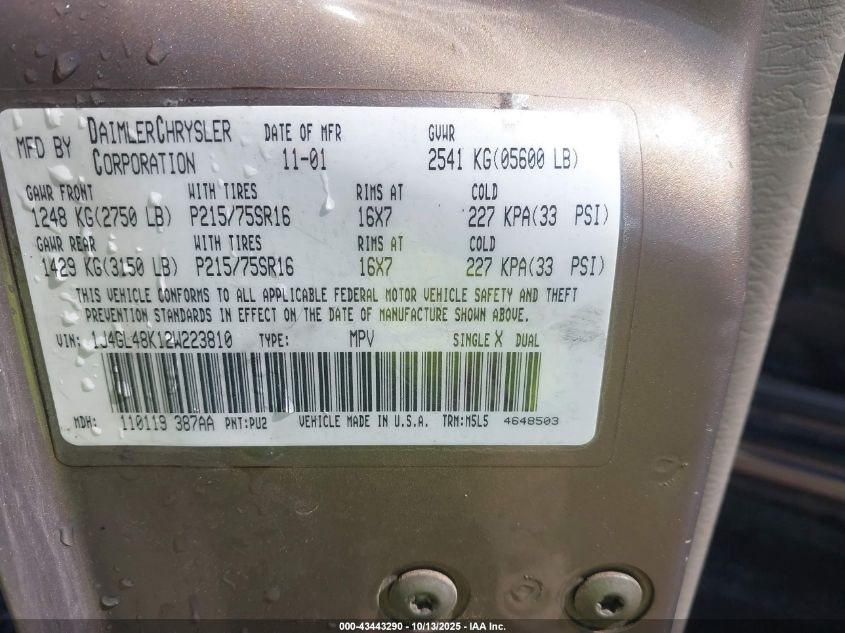 MFD BY DAIMLERCHRYSLER CORPORATION DATE OF MFR 11-01 GVWR 2541 KG(05600 LB)
GAWR FRONT WITH TIRES RIMS AT COLD
1248 KG(2750 LB) P215/75SR16 16X7 227 KPA(33 PSI)
GAWR REAR WITH TIRES RIMS AT COLD
1429 KG(3150 LB) P215/75SR16 16X7 227 KPA(33 PSI)
THIS VEHICLE CONFORMS TO ALL APPLICABLE FEDERAL MOTOR VEHICLE SAFETY AND THEFT
PREVENTION STANDARDS IN EFFECT ON THE DATE OF MANUFACTURE SHOWN ABOVE.
VIN: 1J4GL48K12W223810 TYPE: MPV SINGLE X DUAL
MDH: 110119 387AA PNT:PU2 VEHICLE MADE IN U.S.A. TRM:MSL5 4648503
000-43443290 - 10/13/2025 - IAA Inc.